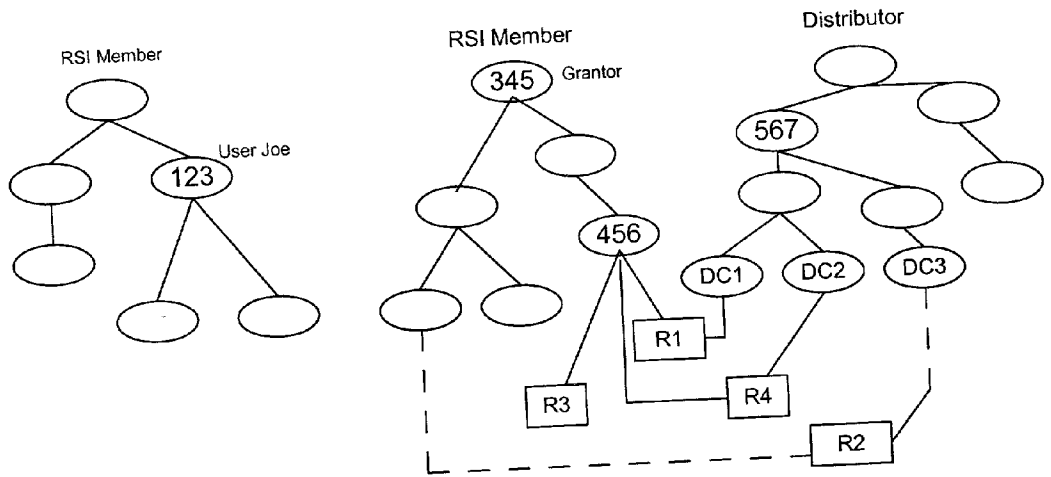 RSI Member
123
User Joe
RSI Member
345
Grantor
456
R3
R1
R4
R2
Distributor
567
DC1
DC2
DC3